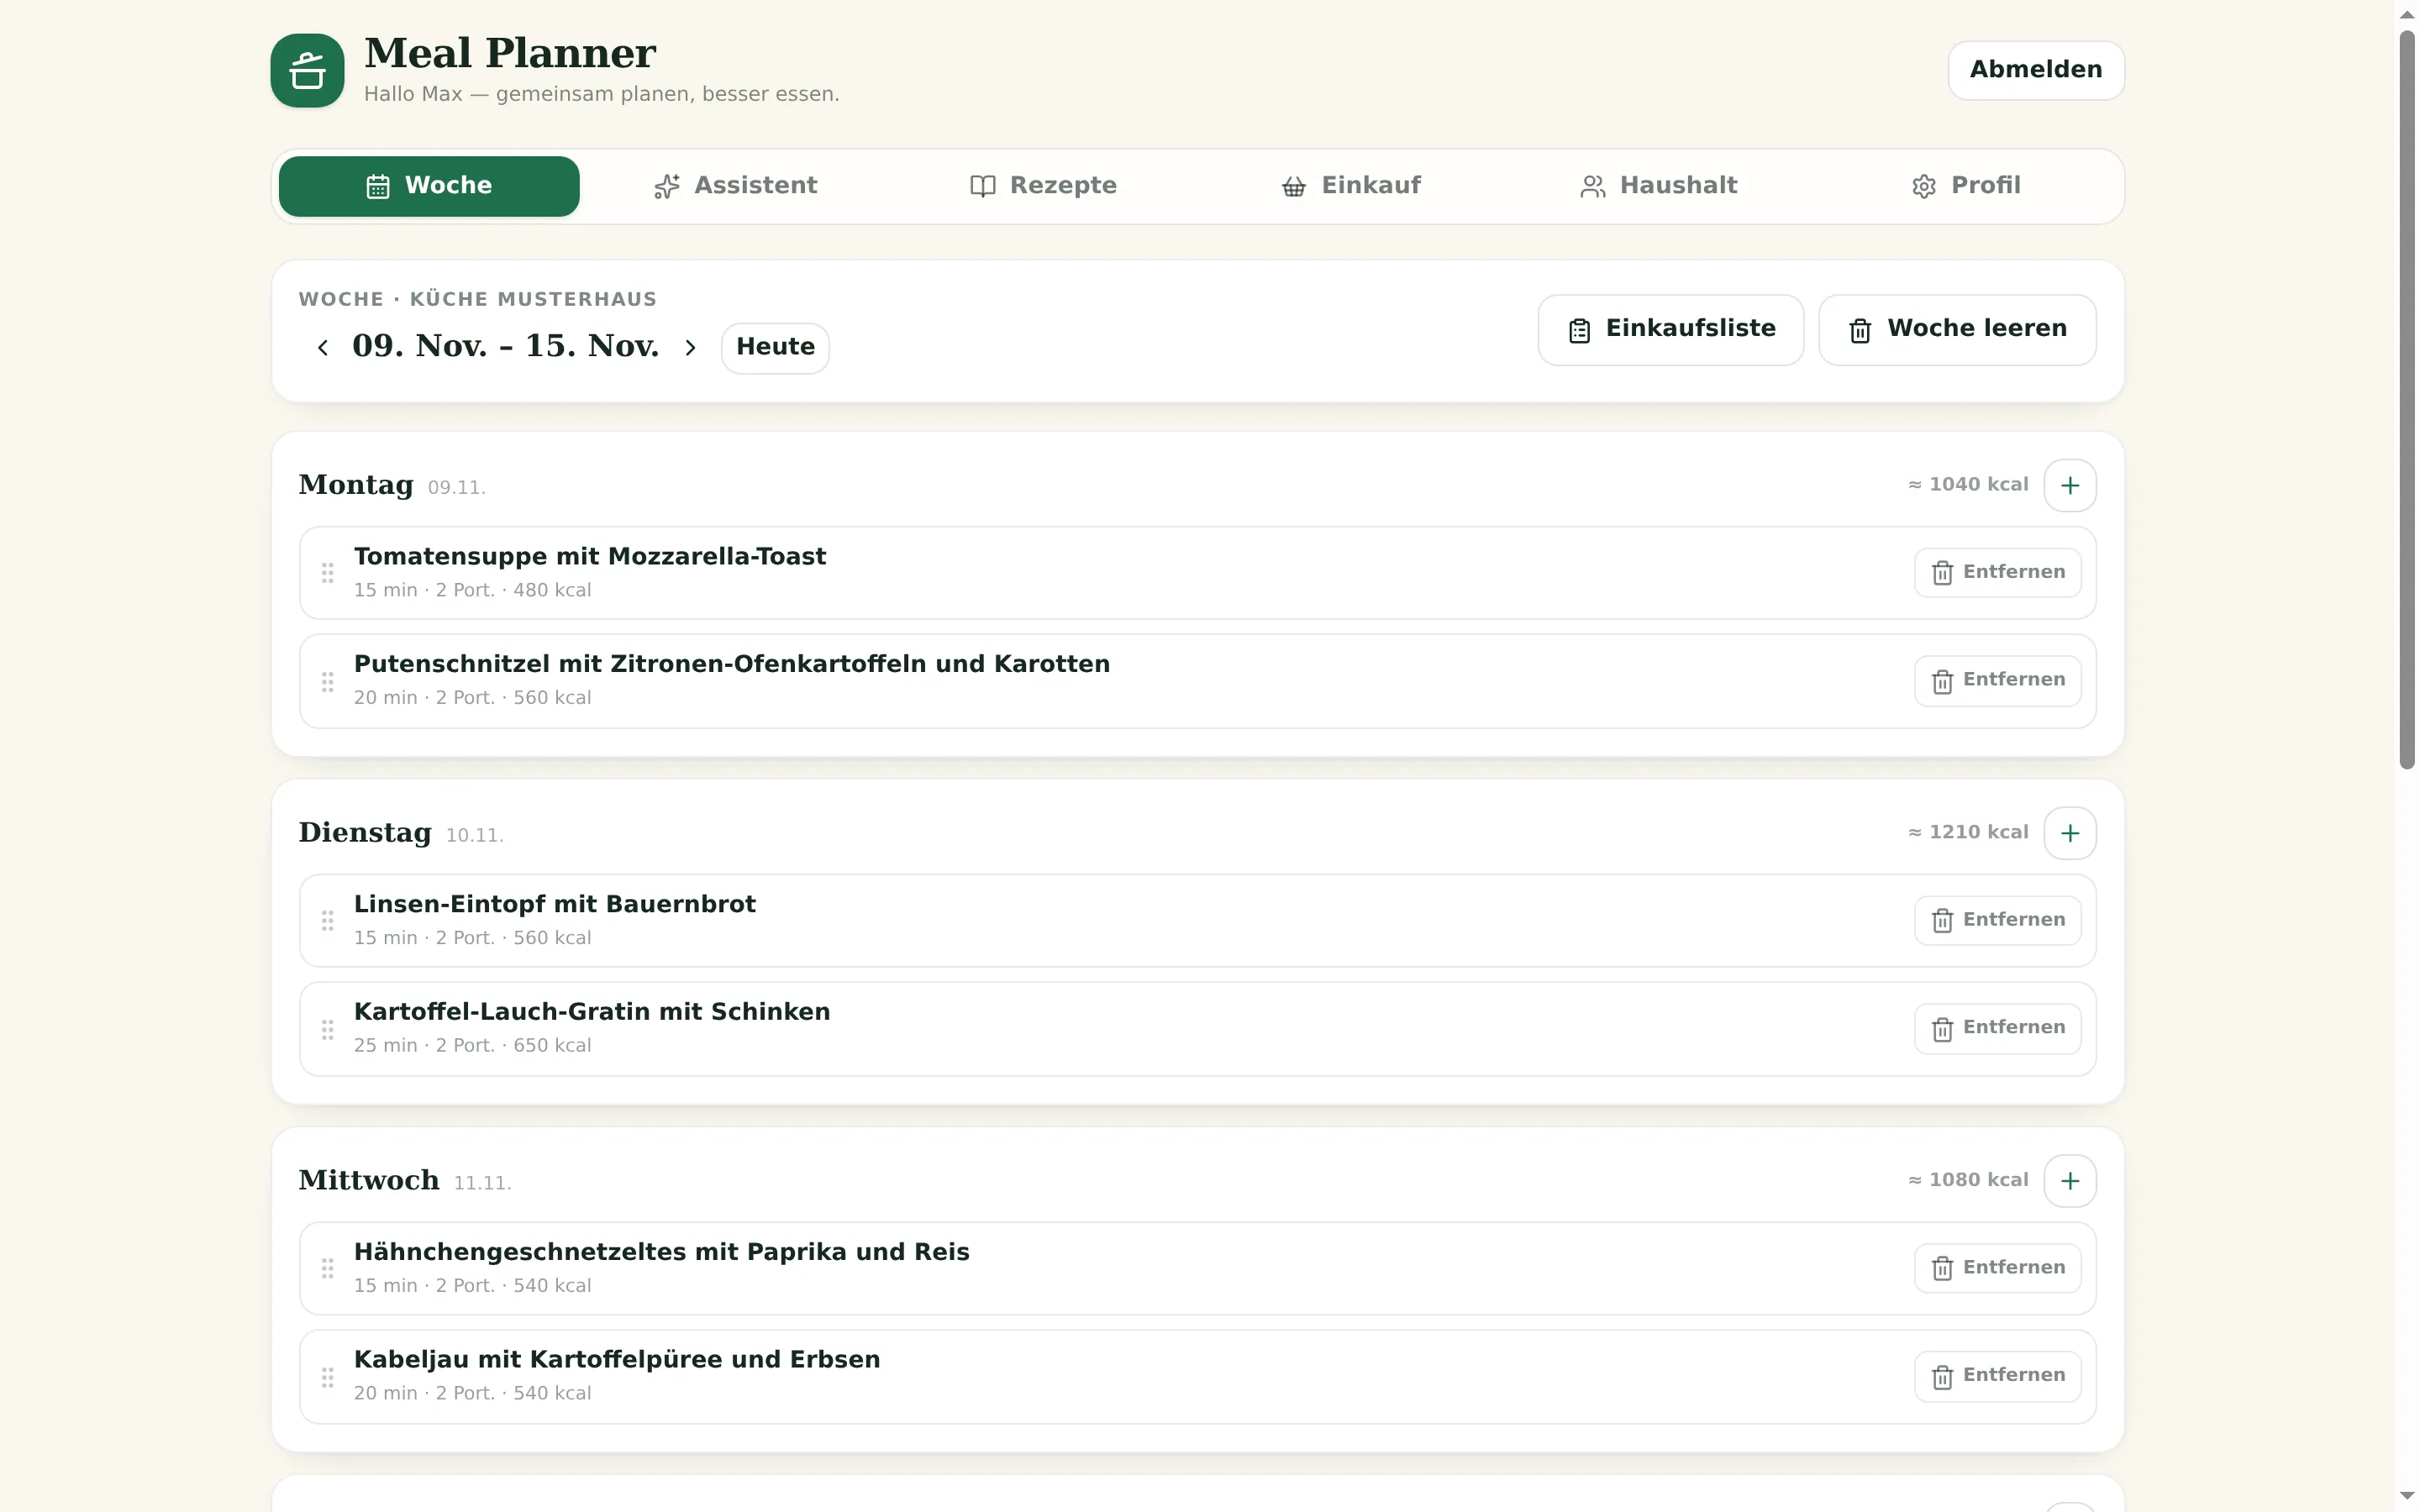 Meal Planner
Hallo Max — gemeinsam planen, besser essen.
Abmelden
Woche
Assistent
Rezepte
Einkauf
Haushalt
Profil
WOCHE · KÜCHE MUSTERHAUS
09. Nov. – 15. Nov.
Heute
Einkaufsliste
Woche leeren
Montag 09.11.
≈ 1040 kcal
Tomatensuppe mit Mozzarella-Toast
15 min · 2 Port. · 480 kcal
Entfernen
Putenschnitzel mit Zitronen-Ofenkartoffeln und Karotten
20 min · 2 Port. · 560 kcal
Entfernen
Dienstag 10.11.
≈ 1210 kcal
Linsen-Eintopf mit Bauernbrot
15 min · 2 Port. · 560 kcal
Entfernen
Kartoffel-Lauch-Gratin mit Schinken
25 min · 2 Port. · 650 kcal
Entfernen
Mittwoch 11.11.
≈ 1080 kcal
Hähnchengeschnetzeltes mit Paprika und Reis
15 min · 2 Port. · 540 kcal
Entfernen
Kabeljau mit Kartoffelpüree und Erbsen
20 min · 2 Port. · 540 kcal
Entfernen